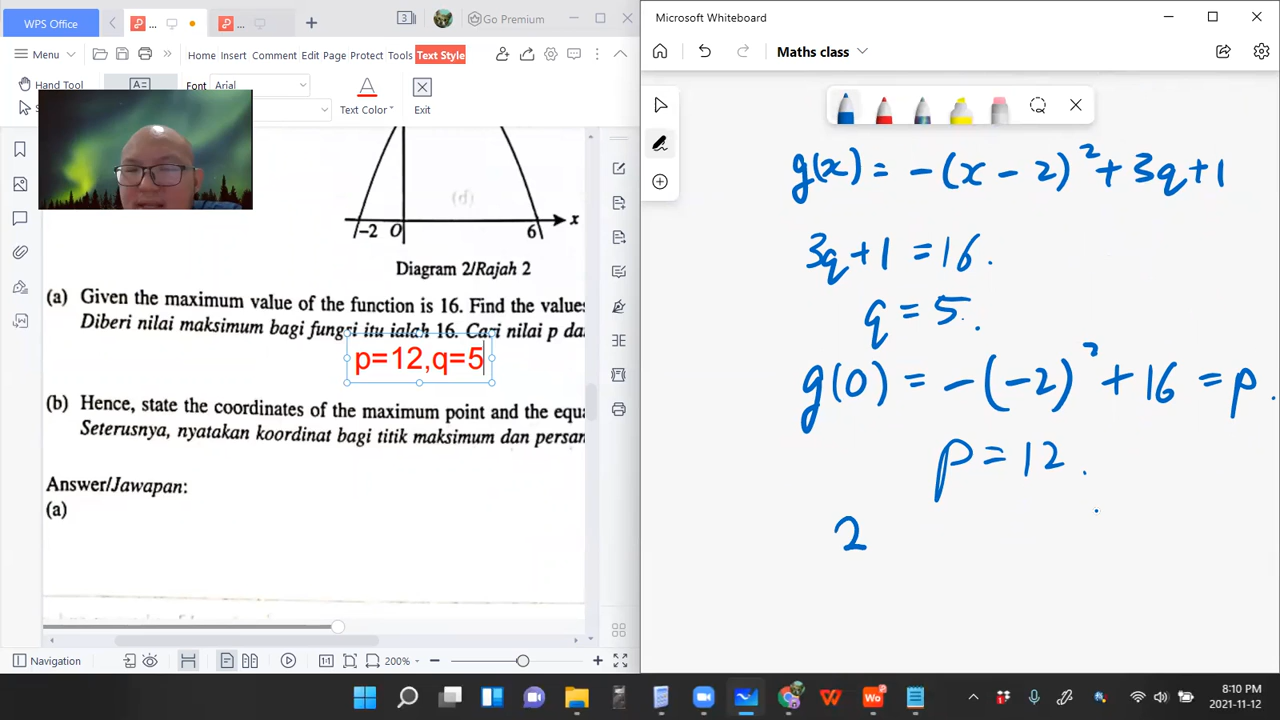 WPS Office
...
...
3
Go Premium
Microsoft Whiteboard
Menu
Home Insert Comment Edit Page Protect Tools Text Style
Maths class
Hand Tool
Font Arial
Text Color
Exit
(d)
-2 O 6 x
Diagram 2/Rajah 2
(a) Given the maximum value of the function is 16. Find the values
Diberi nilai maksimum bagi fungsi itu ialah 16. Cari nilai p da
p=12,q=5
(b) Hence, state the coordinates of the maximum point and the equa
Seterusnya, nyatakan koordinat bagi titik maksimum dan persa
Answer/Jawapan:
(a)
g(x) = -(x-2)² + 3q+1
3q+1 = 16.
q = 5.
g(0) = -(-2)² + 16 = p.
p = 12.
2
Navigation
1:1
200%
8:10 PM
2021-11-12